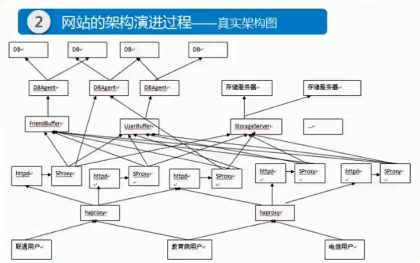 2 网站的架构演进过程——真实架构图
DB DB DB DB
DBAgent DBAgent DBAgent 存储服务器 存储服务器
FriendBuffer UserBuffer StorageServer ...
httpd SProxy httpd SProxy httpd SProxy httpd SProxy
haproxy haproxy
联通用户 教育网用户 电信用户